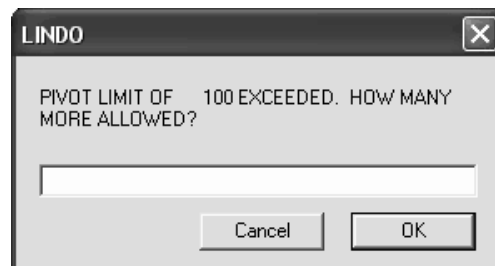 LINDO
PIVOT LIMIT OF 100 EXCEEDED. HOW MANY
MORE ALLOWED?
Cancel OK